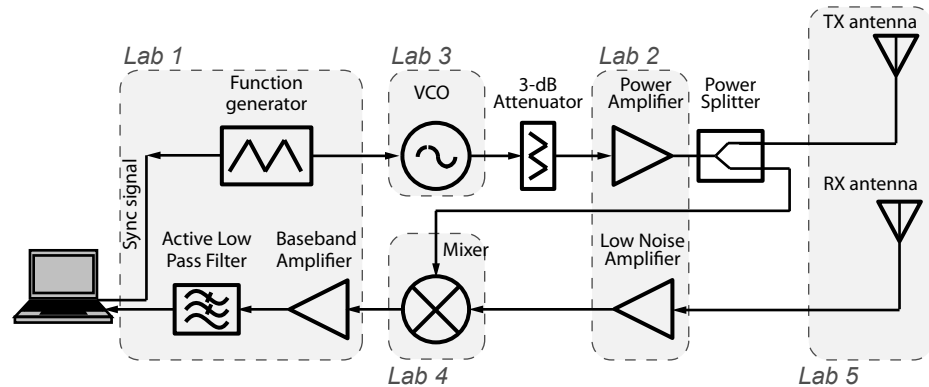 TX antenna
Lab 1
Lab 3
Lab 2
Function
generator
VCO
3-dB
Attenuator
Power
Amplifier
Power
Splitter
Sync signal
RX antenna
Active Low
Pass Filter
Baseband
Amplifier
Mixer
Low Noise
Amplifier
Lab 4
Lab 5